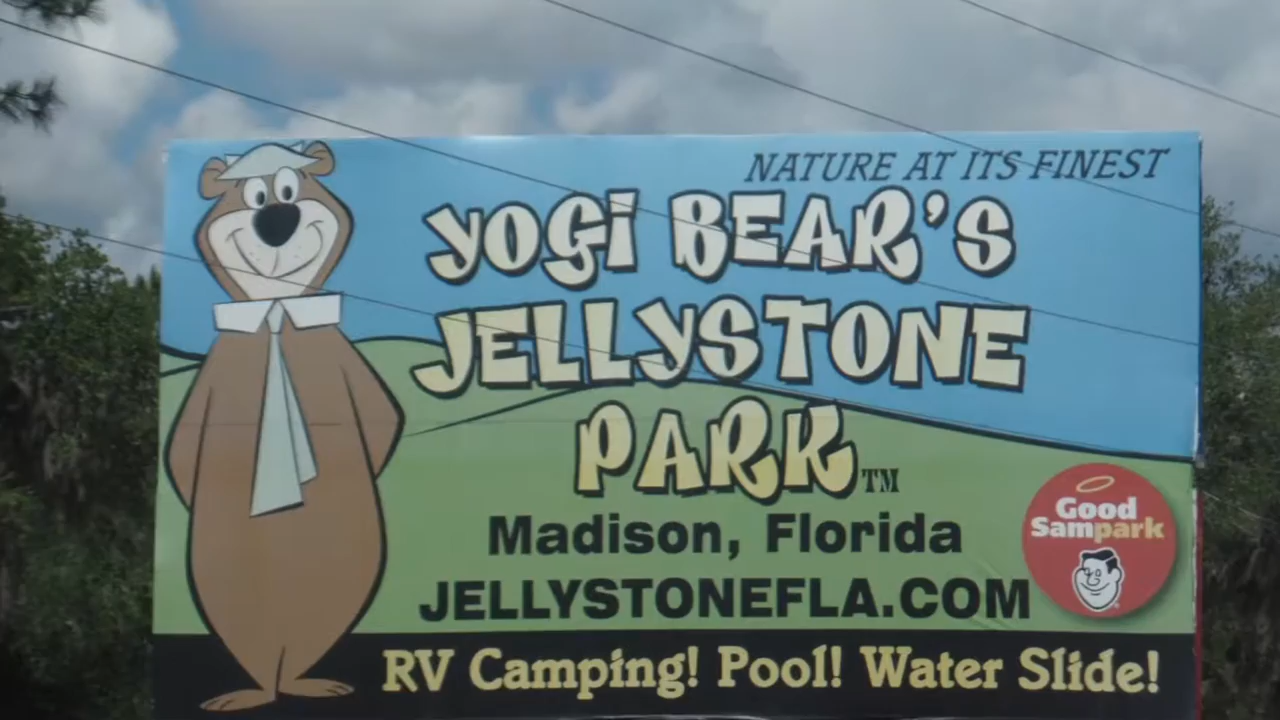 NATURE AT ITS FINEST
YOGI BEAR'S
JELLYSTONE
PARK™
Madison, Florida
JELLYSTONEFLA.COM
Good
Sampark
RV Camping! Pool! Water Slide!